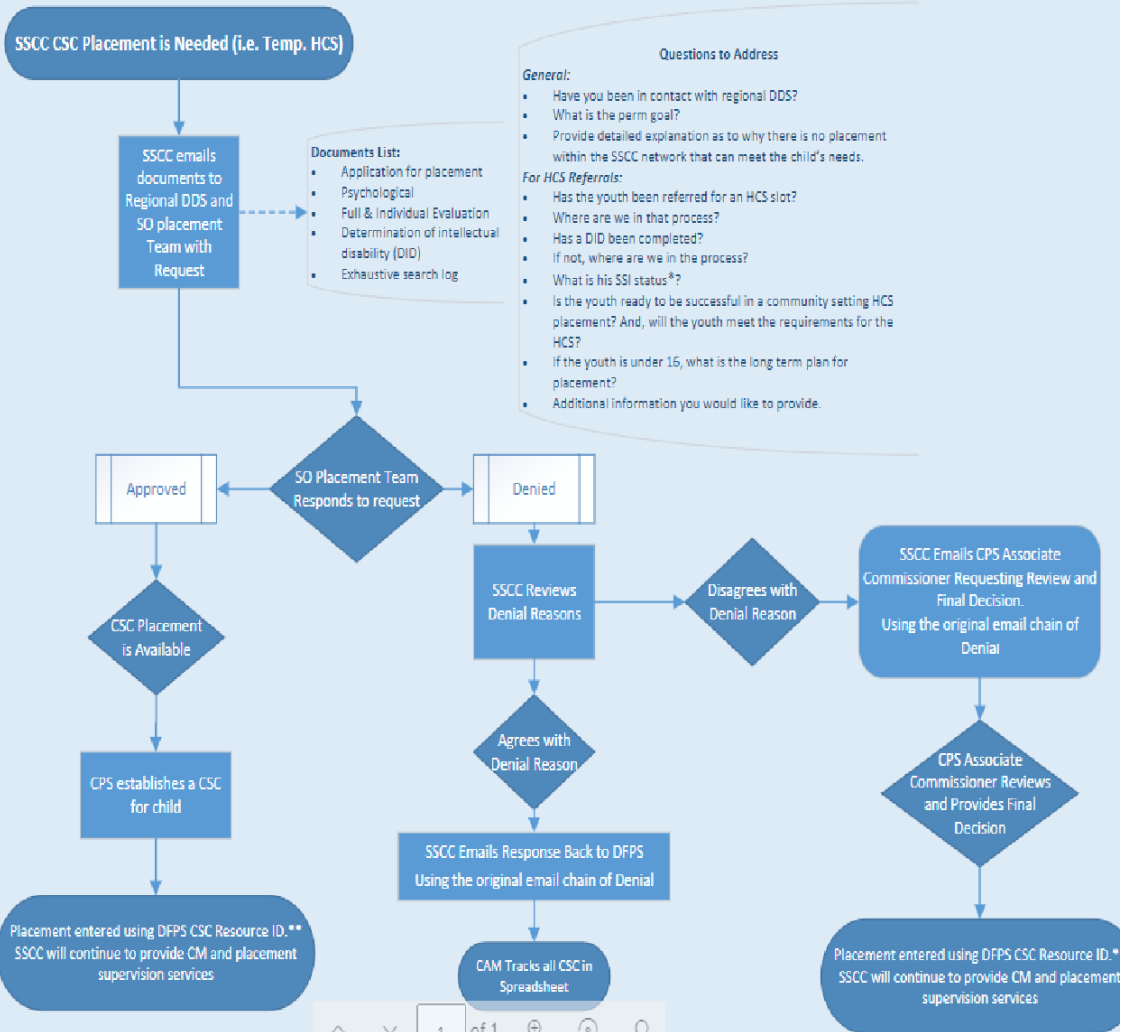 SSCC CSC Placement is Needed (i.e. Temp. HCS)
Questions to Address
General:
• Have you been in contact with regional DDS?
• What is the perm goal?
• Provide detailed explanation as to why there is no placement
within the SSCC network that can meet the child's needs.
For HCS Referrals:
• Has the youth been referred for an HCS slot?
• Where are we in that process?
• Has a DID been completed?
• If not, where are we in the process?
• What is his SSI status*?
• Is the youth ready to be successful in a community setting HCS
placement? And, will the youth meet the requirements for the
HCS?
• If the youth is under 16, what is the long term plan for
placement?
• Additional information you would like to provide.
SSCC emails
documents to
Regional DDS and
SO placement
Team with
Request
Documents List:
• Application for placement
• Psychological
• Full & Individual Evaluation
• Determination of intellectual
disability (DID)
• Exhaustive search log
SO Placement Team
Responds to request
Approved
Denied
CSC Placement
is Available
CPS establishes a CSC
for child
Placement entered using DFPS CSC Resource ID.**
SSCC will continue to provide CM and placement
supervision services
SSCC Reviews
Denial Reasons
Agrees with
Denial Reason
SSCC Emails Response Back to DFPS
Using the original email chain of Denial
CAM Tracks all CSC in
Spreadsheet
Disagrees with
Denial Reason
SSCC Emails CPS Associate
Commissioner Requesting Review and
Final Decision.
Using the original email chain of
Denial
CPS Associate
Commissioner Reviews
and Provides Final
Decision
Placement entered using DFPS CSC Resource ID.*
SSCC will continue to provide CM and placement
supervision services
1 of 1